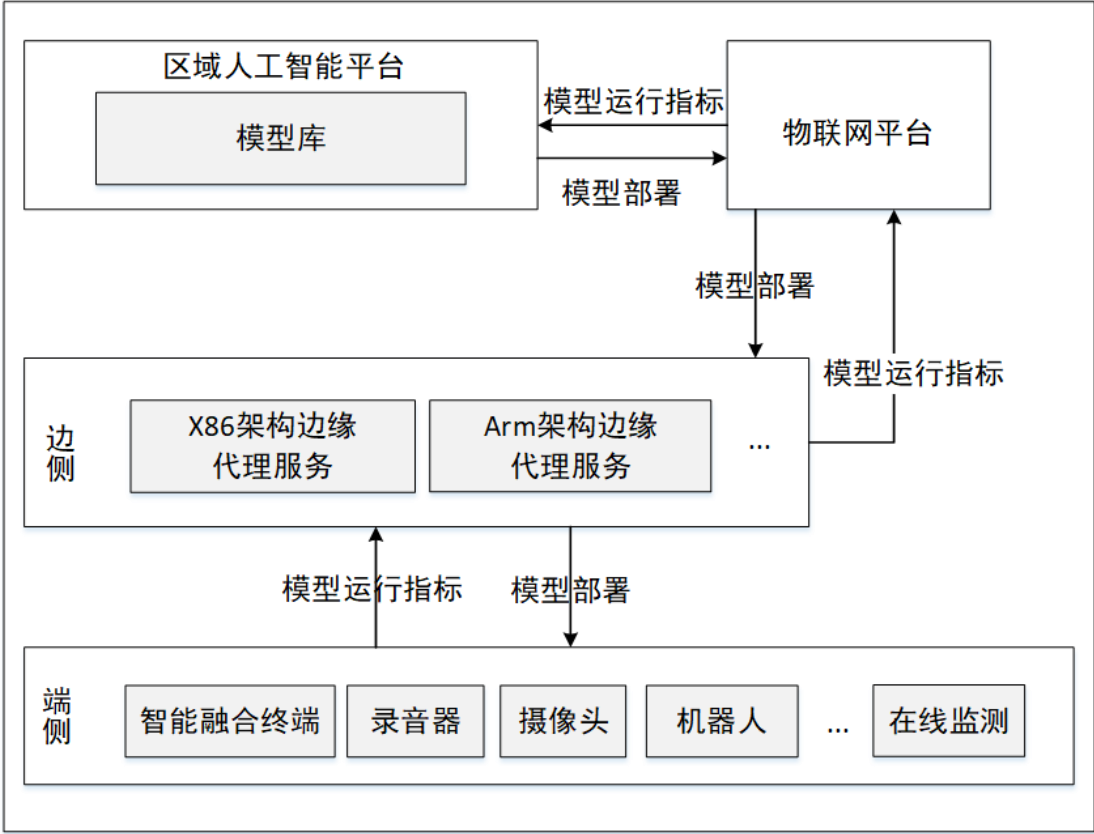 区域人工智能平台
模型库
模型运行指标
模型部署
物联网平台
模型部署
模型运行指标
边
侧
X86架构边缘
代理服务
Arm架构边缘
代理服务
...
模型运行指标
模型部署
端
侧
智能融合终端
录音器
摄像头
机器人
...
在线监测